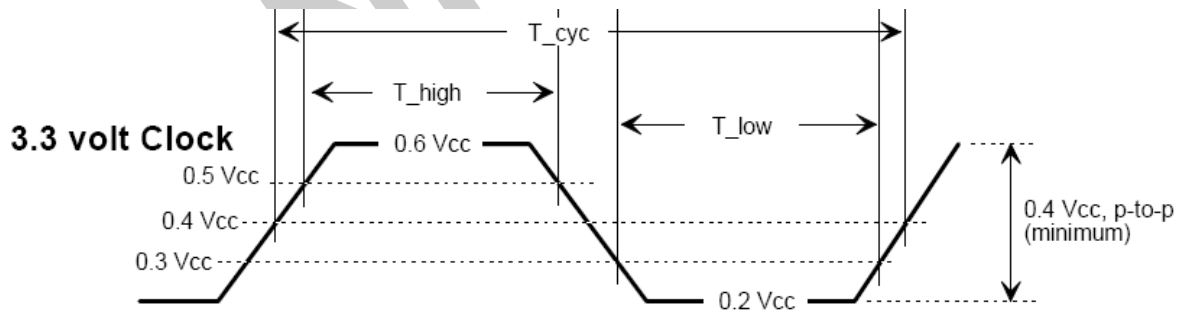 T_cyc
T_high
T_low
3.3 volt Clock
0.6 Vcc
0.5 Vcc
0.4 Vcc
0.3 Vcc
0.2 Vcc
0.4 Vcc, p-to-p
(minimum)